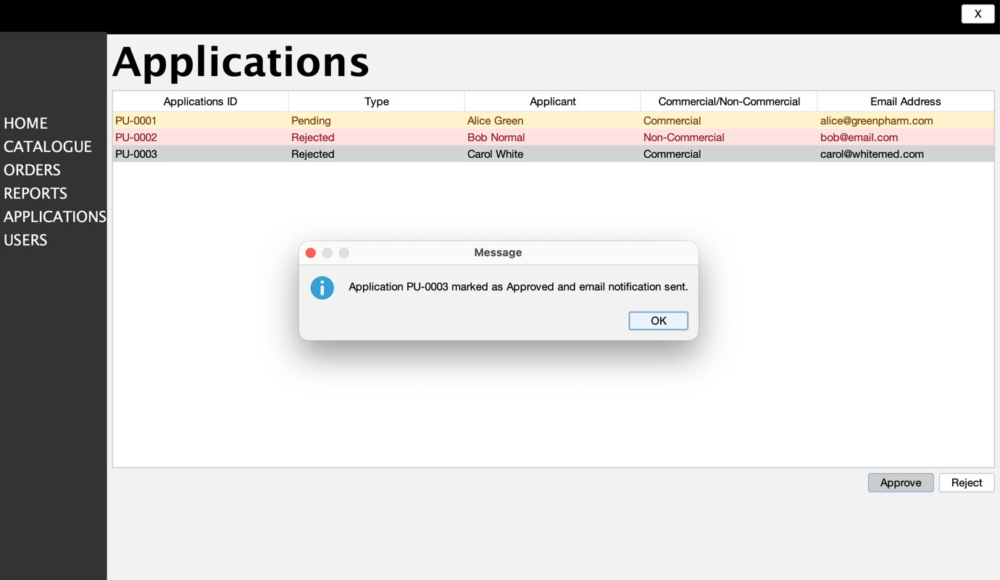 X
Applications
HOME
CATALOGUE
ORDERS
REPORTS
APPLICATIONS
USERS
Applications ID Type Applicant Commercial/Non-Commercial Email Address
PU-0001 Pending Alice Green Commercial alice@greenpharm.com
PU-0002 Rejected Bob Normal Non-Commercial bob@email.com
PU-0003 Rejected Carol White Commercial carol@whitemed.com
Message
Application PU-0003 marked as Approved and email notification sent.
OK
Approve Reject